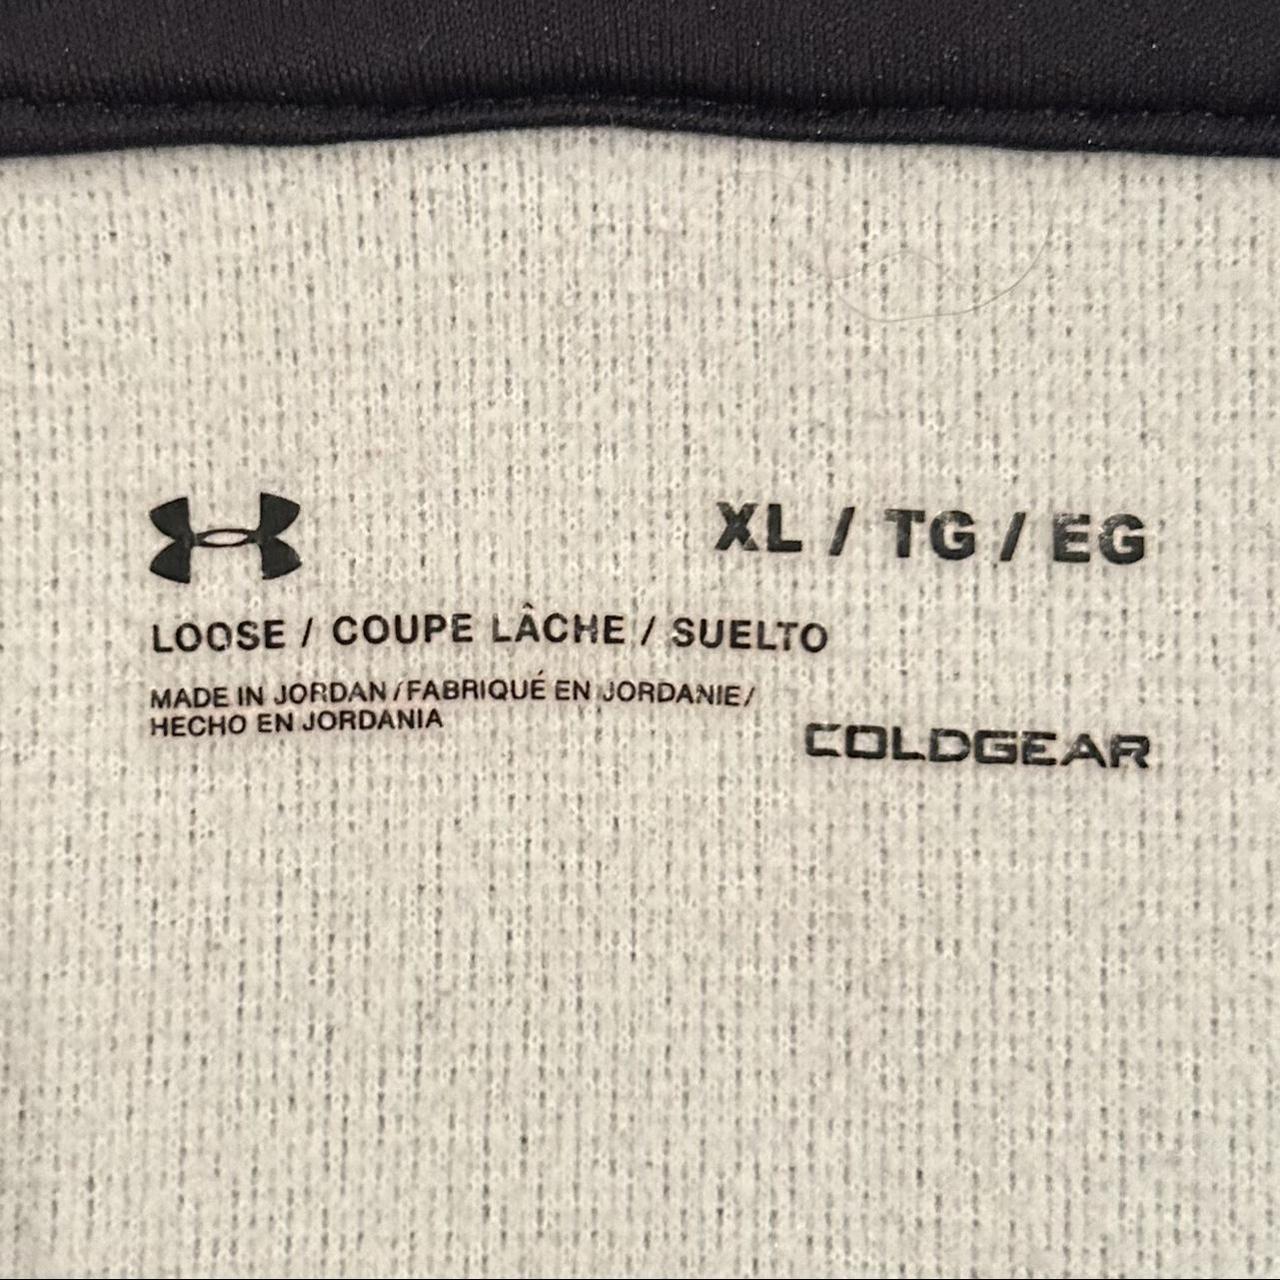 XL / TG / EG
LOOSE / COUPE LÂCHE / SUELTO
MADE IN JORDAN / FABRIQUÉ EN JORDANIE /
HECHO EN JORDANIA
COLDGEAR